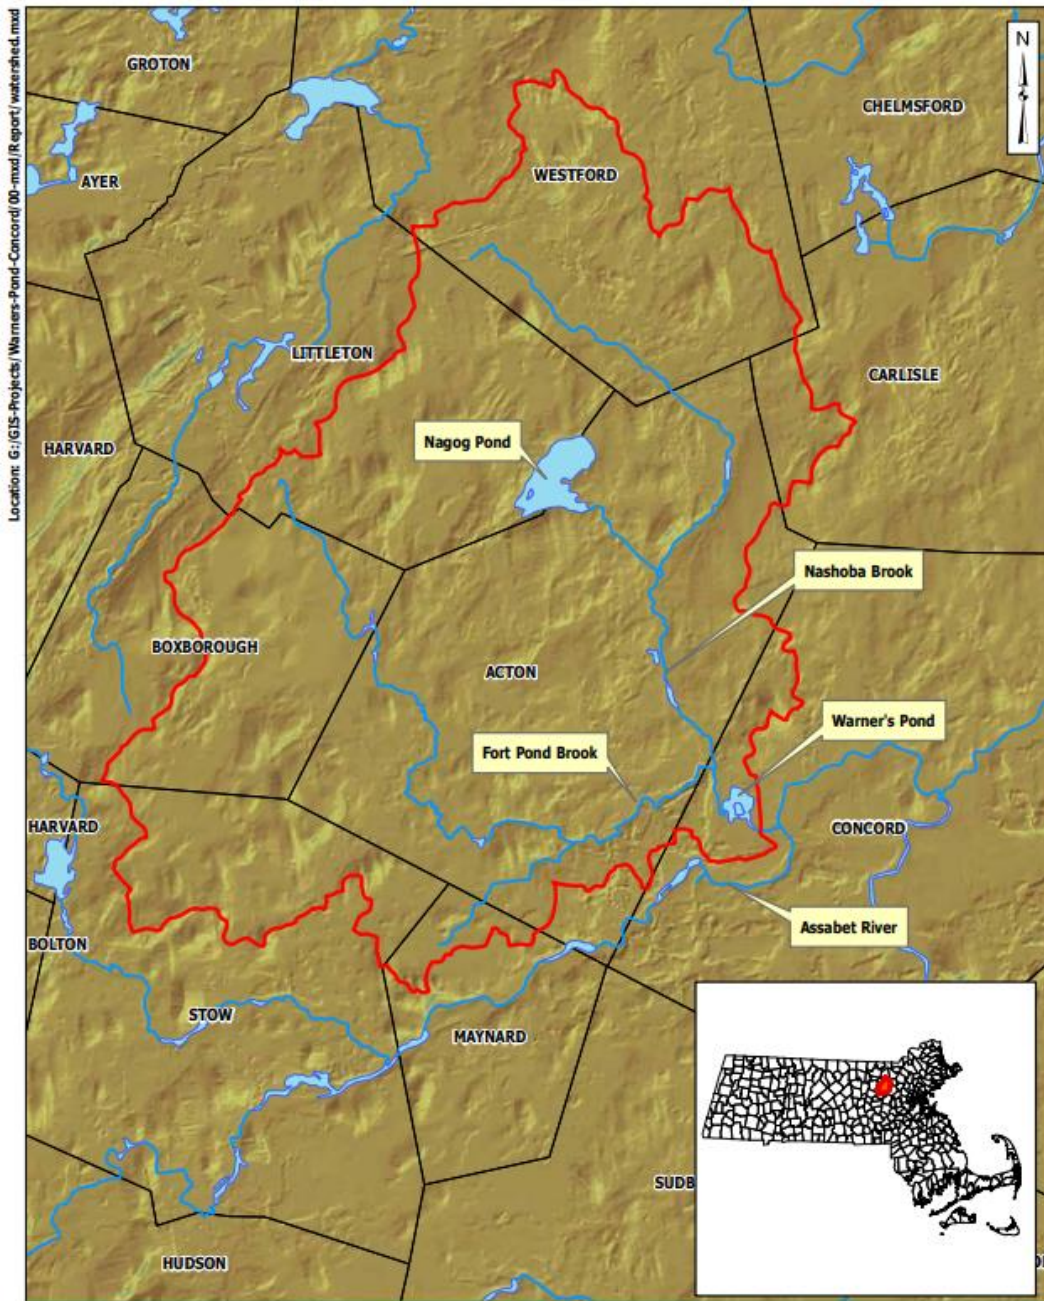 Location: G:/GIS-Projects/Warners-Pond-Concord/00-mxd/Report/watershed.mxd
GROTON
N
CHELMSFORD
AYER
WESTFORD
LITTLETON
CARLISLE
HARVARD
Nagog Pond
Nashoba Brook
BOXBOROUGH
ACTON
Warner's Pond
Fort Pond Brook
HARVARD
CONCORD
Assabet River
BOLTON
STOW
MAYNARD
SUDB
HUDSON